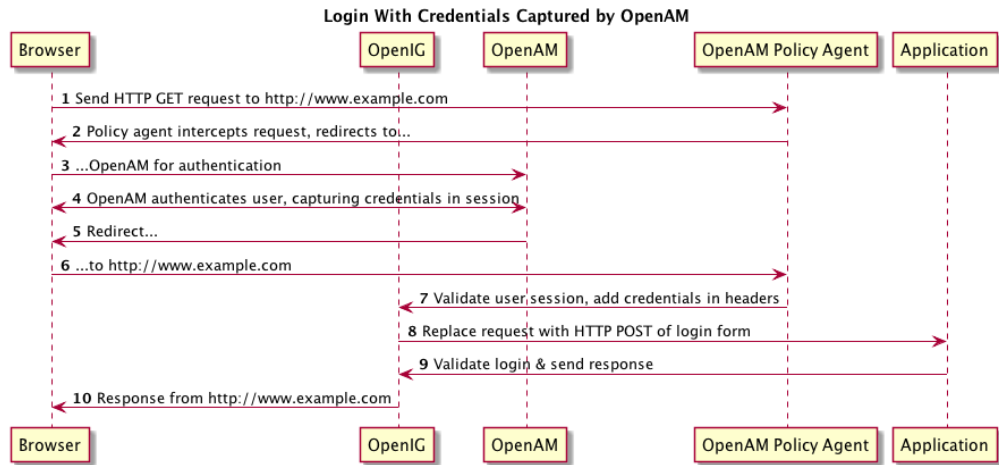 Login With Credentials Captured by OpenAM
Browser
OpenIG
OpenAM
OpenAM Policy Agent
Application
1 Send HTTP GET request to http://www.example.com
2 Policy agent intercepts request, redirects to...
3 ...OpenAM for authentication
4 OpenAM authenticates user, capturing credentials in session
5 Redirect...
6 ...to http://www.example.com
7 Validate user session, add credentials in headers
8 Replace request with HTTP POST of login form
9 Validate login & send response
10 Response from http://www.example.com
Browser
OpenIG
OpenAM
OpenAM Policy Agent
Application